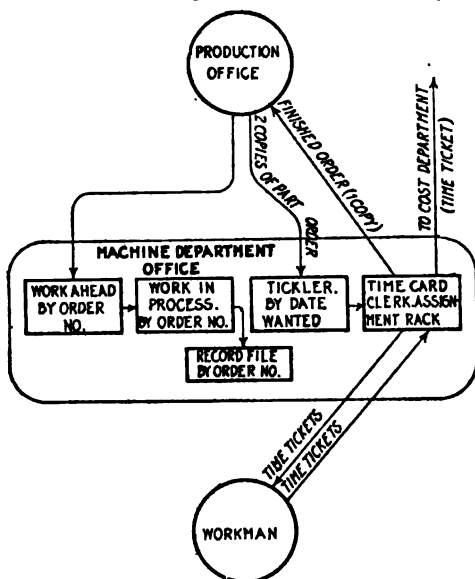 PRODUCTION
OFFICE
2 COPIES OF PART ORDER
FINISHED ORDER (1 COPY)
TO COST DEPARTMENT
(TIME TICKET)
MACHINE DEPARTMENT
OFFICE
WORK AHEAD
BY ORDER
NO.
WORK IN
PROCESS.
BY ORDER NO.
TICKLER.
BY DATE
WANTED
TIME CARD
CLERK. ASSIGN-
MENT RACK
RECORD FILE
BY ORDER NO.
TIME TICKETS
TIME TICKETS
WORKMAN